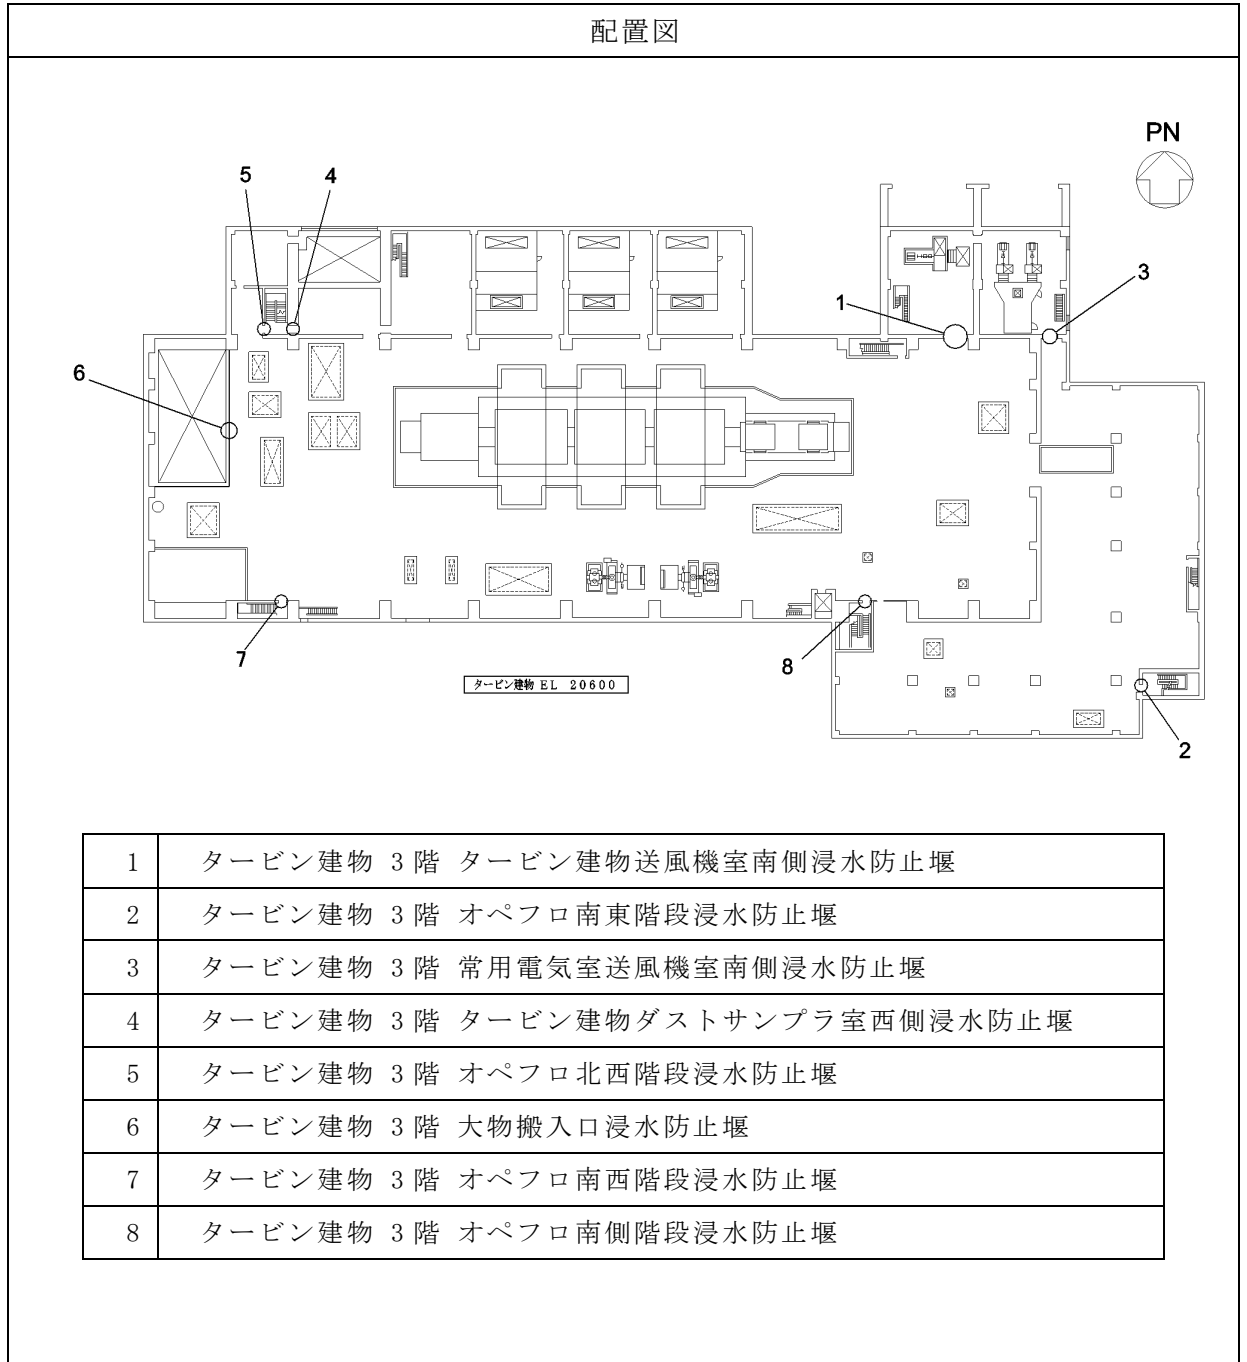 配置図
PN
5
4
3
1
6
7
8
2
タービン建物 EL 20600
1 タービン建物 3階 タービン建物送風機室南側浸水防止堰
2 タービン建物 3階 オペフロ南東階段浸水防止堰
3 タービン建物 3階 常用電気室送風機室南側浸水防止堰
4 タービン建物 3階 タービン建物ダストサンプラ室西側浸水防止堰
5 タービン建物 3階 オペフロ北西階段浸水防止堰
6 タービン建物 3階 大物搬入口浸水防止堰
7 タービン建物 3階 オペフロ南西階段浸水防止堰
8 タービン建物 3階 オペフロ南側階段浸水防止堰